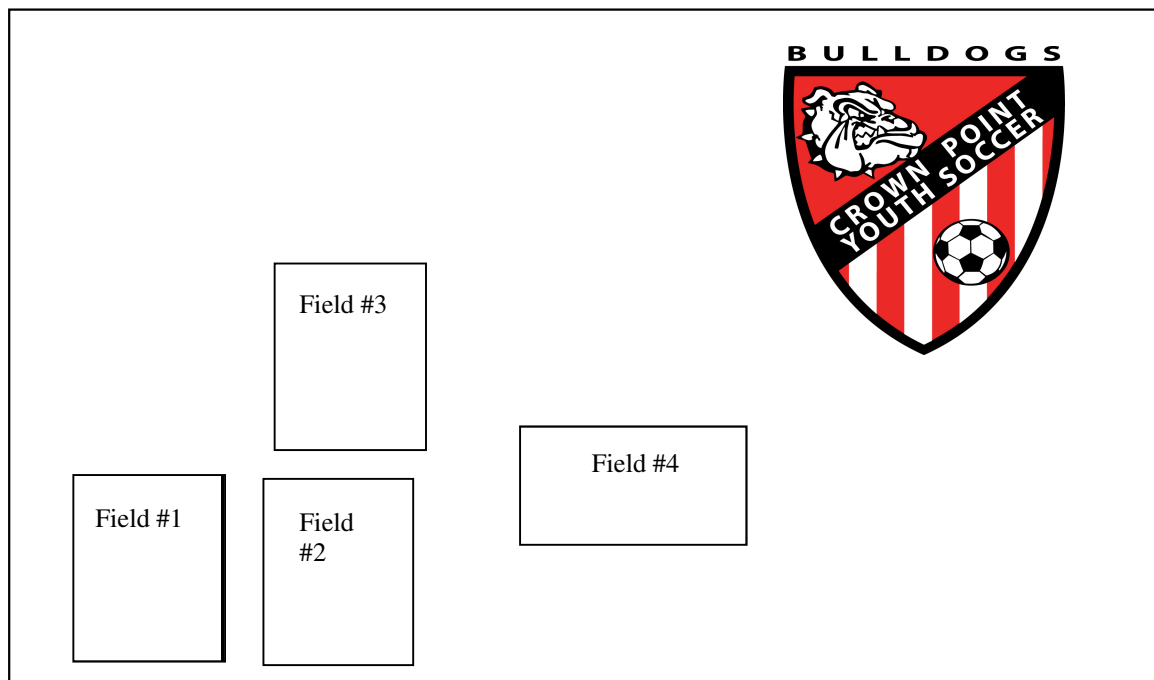 BULLDOGS
CROWN POINT
YOUTH SOCCER
Field #3
Field #4
Field #1
Field
#2